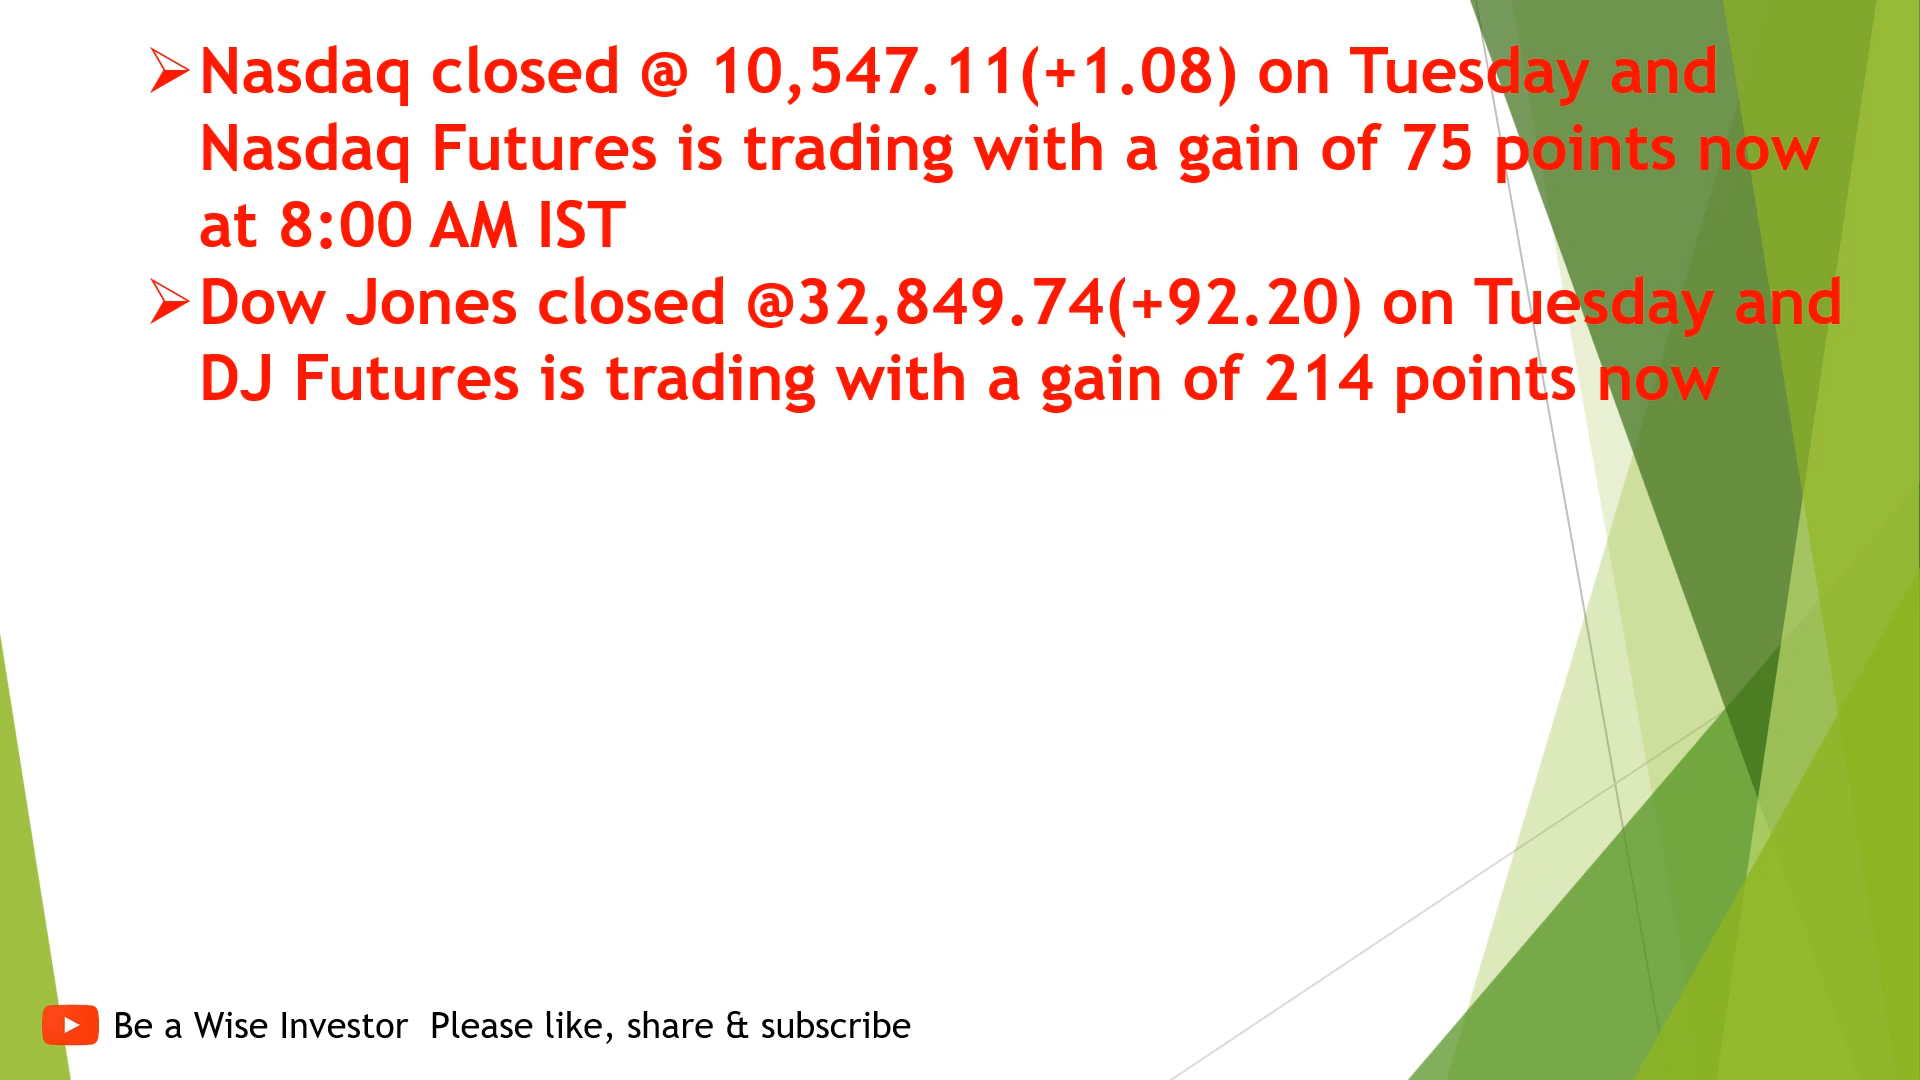 ➢Nasdaq closed @ 10,547.11(+1.08) on Tuesday and
Nasdaq Futures is trading with a gain of 75 points now
at 8:00 AM IST
➢Dow Jones closed @32,849.74(+92.20) on Tuesday and
DJ Futures is trading with a gain of 214 points now
Be a Wise Investor  Please like, share & subscribe